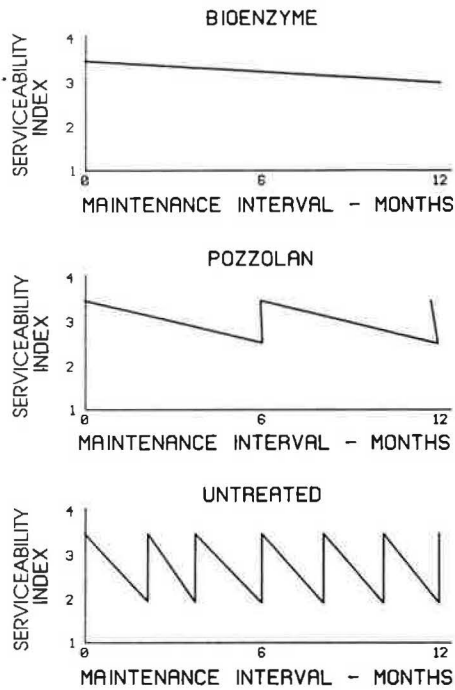 BIOENZYME
SERVICEABILITY
INDEX
4
3
2
1
0 6 12
MAINTENANCE INTERVAL - MONTHS
POZZOLAN
SERVICEABILITY
INDEX
4
3
2
1
0 6 12
MAINTENANCE INTERVAL - MONTHS
UNTREATED
SERVICEABILITY
INDEX
4
3
2
1
0 6 12
MAINTENANCE INTERVAL - MONTHS